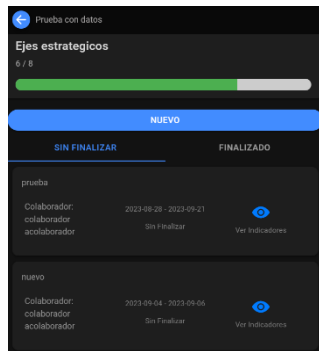 Prueba con datos
Ejes estrategicos
6 / 8
NUEVO
SIN FINALIZAR FINALIZADO
prueba
Colaborador:
colaborador
acolaborador
2023-08-28 - 2023-09-21
Sin Finalizar
Ver Indicadores
nuevo
Colaborador:
colaborador
acolaborador
2023-09-04 - 2023-09-06
Sin Finalizar
Ver Indicadores